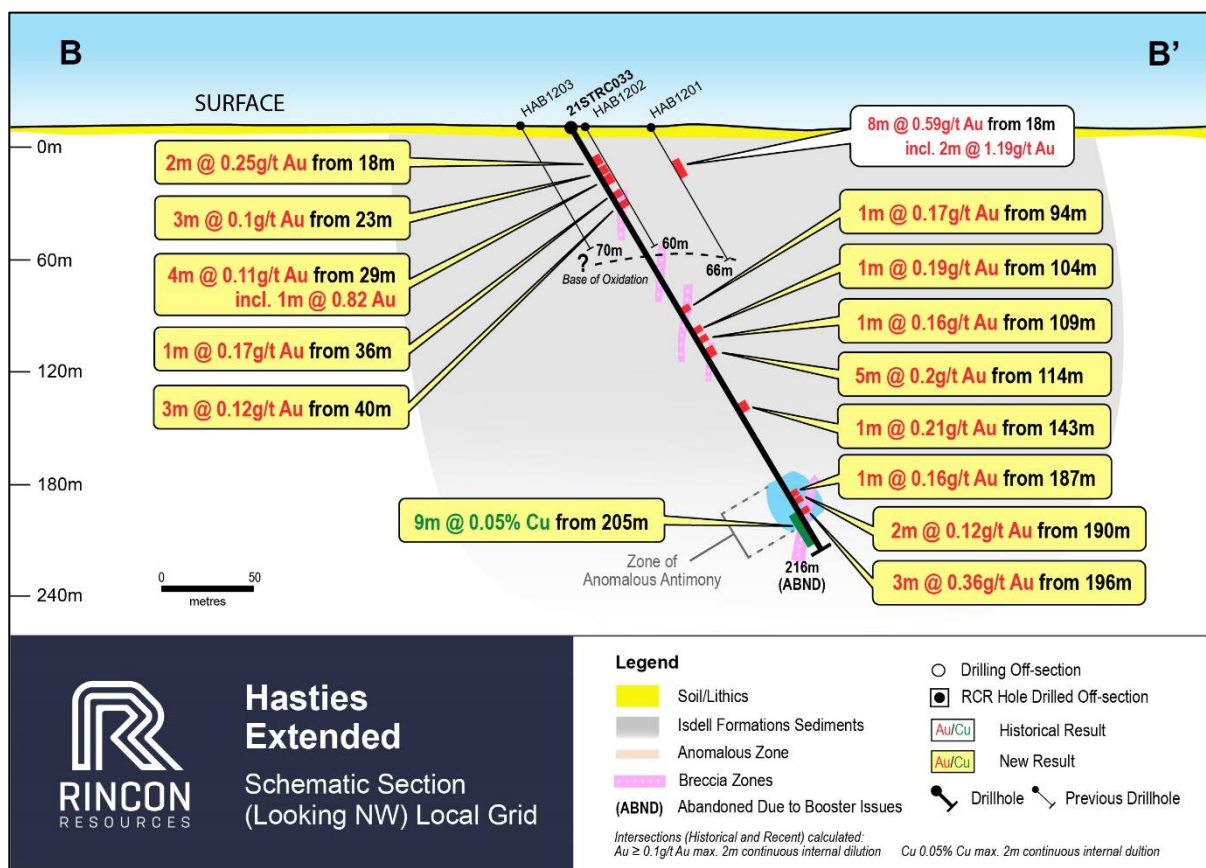 B
B’
SURFACE
HAB1203
21STRC033
HAB1202
HAB1201
0m
60m
120m
180m
240m
2m @ 0.25g/t Au from 18m
3m @ 0.1g/t Au from 23m
4m @ 0.11g/t Au from 29m
incl. 1m @ 0.82 Au
1m @ 0.17g/t Au from 36m
3m @ 0.12g/t Au from 40m
8m @ 0.59g/t Au from 18m
incl. 2m @ 1.19g/t Au
1m @ 0.17g/t Au from 94m
1m @ 0.19g/t Au from 104m
1m @ 0.16g/t Au from 109m
5m @ 0.2g/t Au from 114m
1m @ 0.21g/t Au from 143m
1m @ 0.16g/t Au from 187m
2m @ 0.12g/t Au from 190m
3m @ 0.36g/t Au from 196m
70m
60m
66m
?
Base of Oxidation
9m @ 0.05% Cu from 205m
Zone of
Anomalous Antimony
216m
(ABND)
0
50
metres
RINCON
RESOURCES
Hasties
Extended
Schematic Section
(Looking NW) Local Grid
Legend
Soil/Lithics
Isdell Formations Sediments
Anomalous Zone
Breccia Zones
(ABND) Abandoned Due to Booster Issues
Drilling Off-section
RCR Hole Drilled Off-section
Au/Cu Historical Result
Au/Cu New Result
Drillhole
Previous Drillhole
Intersections (Historical and Recent) calculated:
Au ≥ 0.1g/t Au max. 2m continuous internal dilution
Cu 0.05% Cu max. 2m continuous internal dultion